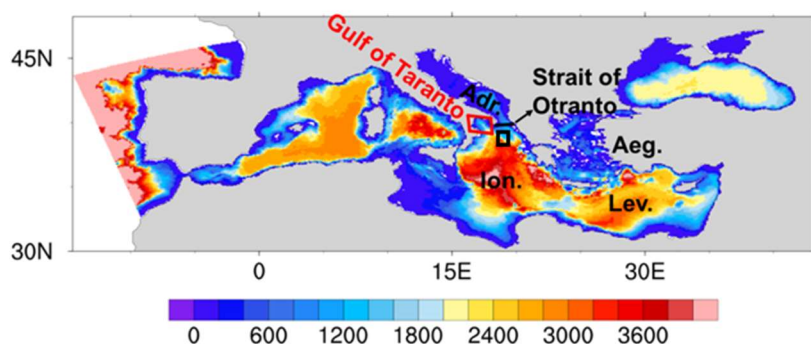 45N
30N
Gulf of Taranto
Adr.
Strait of
Otranto
Aeg.
Ion.
Lev.
0 15E 30E
0 600 1200 1800 2400 3000 3600